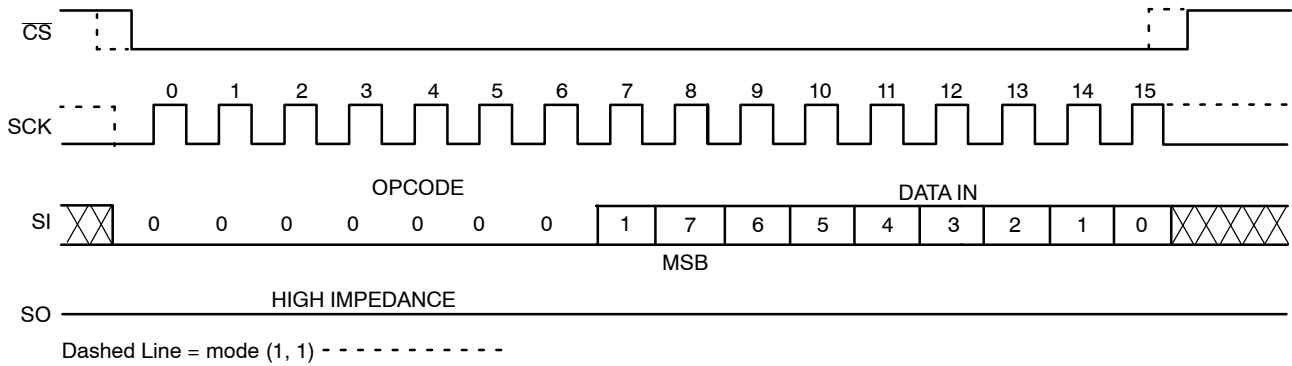 CS
0 1 2 3 4 5 6 7 8 9 10 11 12 13 14 15
SCK
OPCODE DATA IN
SI 0 0 0 0 0 0 0 1 7 6 5 4 3 2 1 0
MSB
HIGH IMPEDANCE
SO
Dashed Line = mode (1, 1)